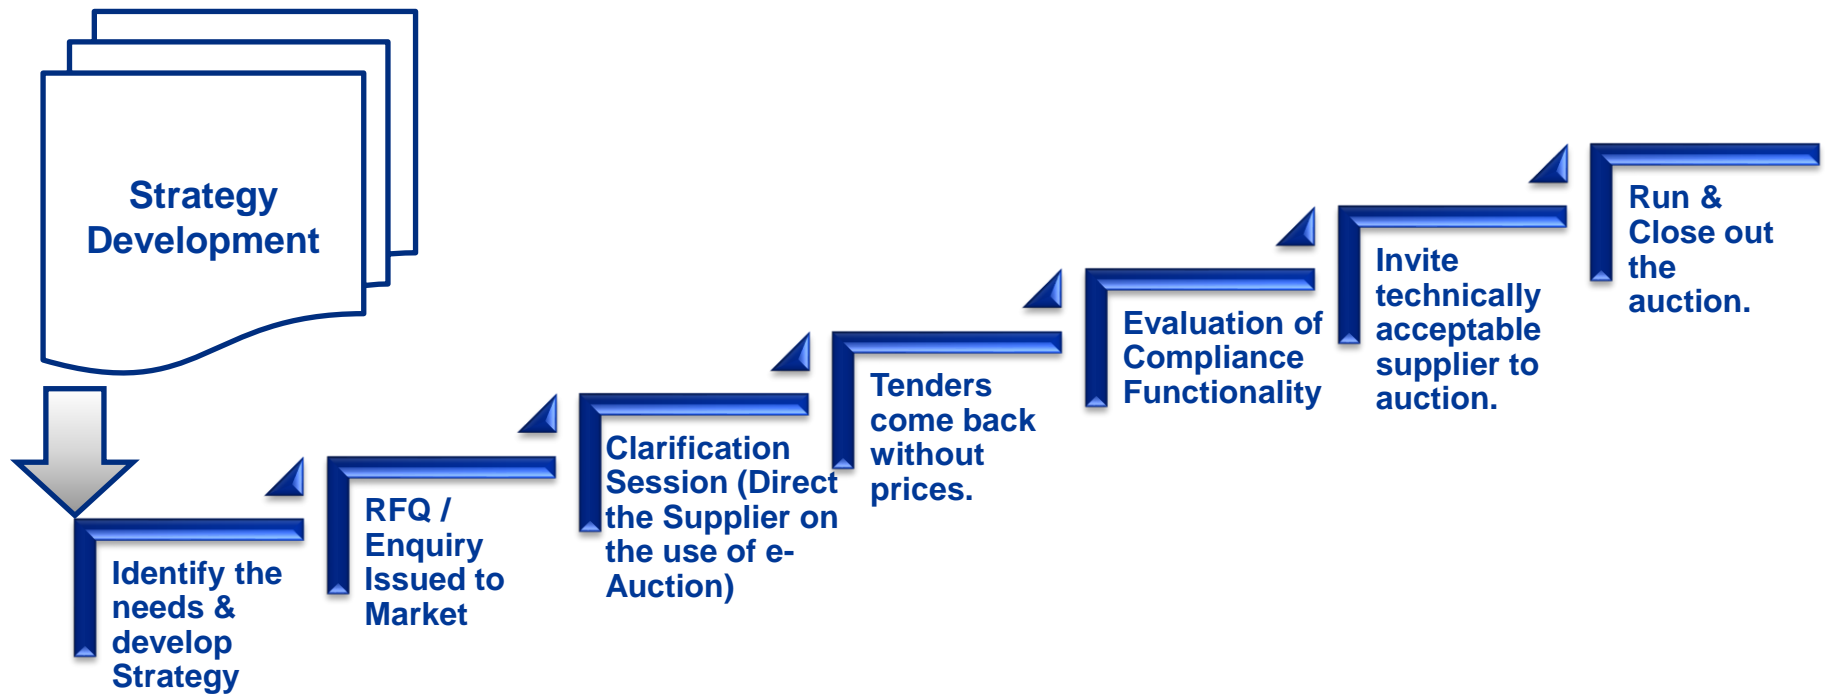 Strategy
Development
Identify the
needs &
develop
Strategy
RFQ /
Enquiry
Issued to
Market
Clarification
Session (Direct
the Supplier on
the use of e-
Auction)
Tenders
come back
without
prices.
Evaluation of
Compliance
Functionality
Invite
technically
acceptable
supplier to
auction.
Run &
Close out
the
auction.